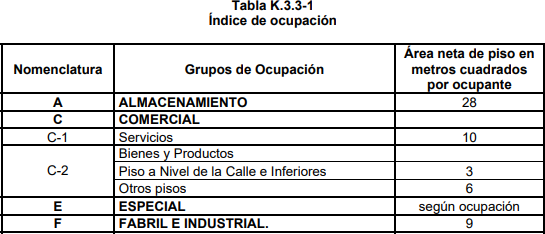 Tabla K.3.3-1
Índice de ocupación
Nomenclatura Grupos de Ocupación Área neta de piso en metros cuadrados por ocupante
A ALMACENAMIENTO 28
C COMERCIAL
C-1 Servicios 10
C-2 Bienes y Productos
Piso a Nivel de la Calle e Inferiores 3
Otros pisos 6
E ESPECIAL según ocupación
F FABRIL E INDUSTRIAL. 9